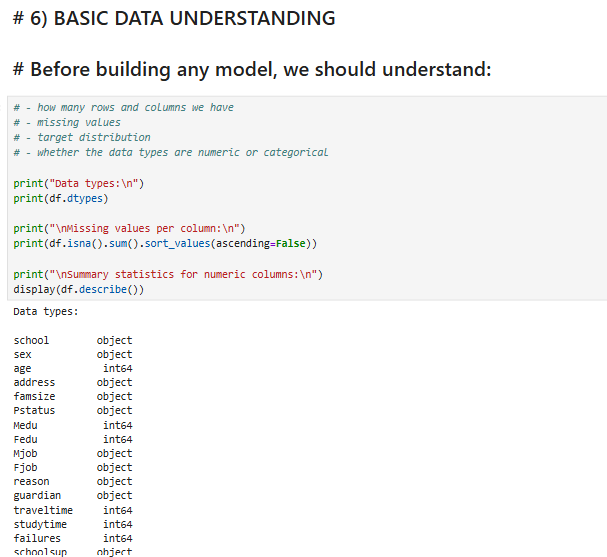 # 6) BASIC DATA UNDERSTANDING
# Before building any model, we should understand:
# - how many rows and columns we have
# - missing values
# - target distribution
# - whether the data types are numeric or categorical
print("Data types:\n")
print(df.dtypes)
print("\nMissing values per column:\n")
print(df.isna().sum().sort_values(ascending=False))
print("\nSummary statistics for numeric columns:\n")
display(df.describe())
Data types:
school        object
sex           object
age            int64
address       object
famsize       object
Pstatus       object
Medu           int64
Fedu           int64
Mjob          object
Fjob          object
reason        object
guardian      object
traveltime     int64
studytime      int64
failures       int64
schoolsup     object